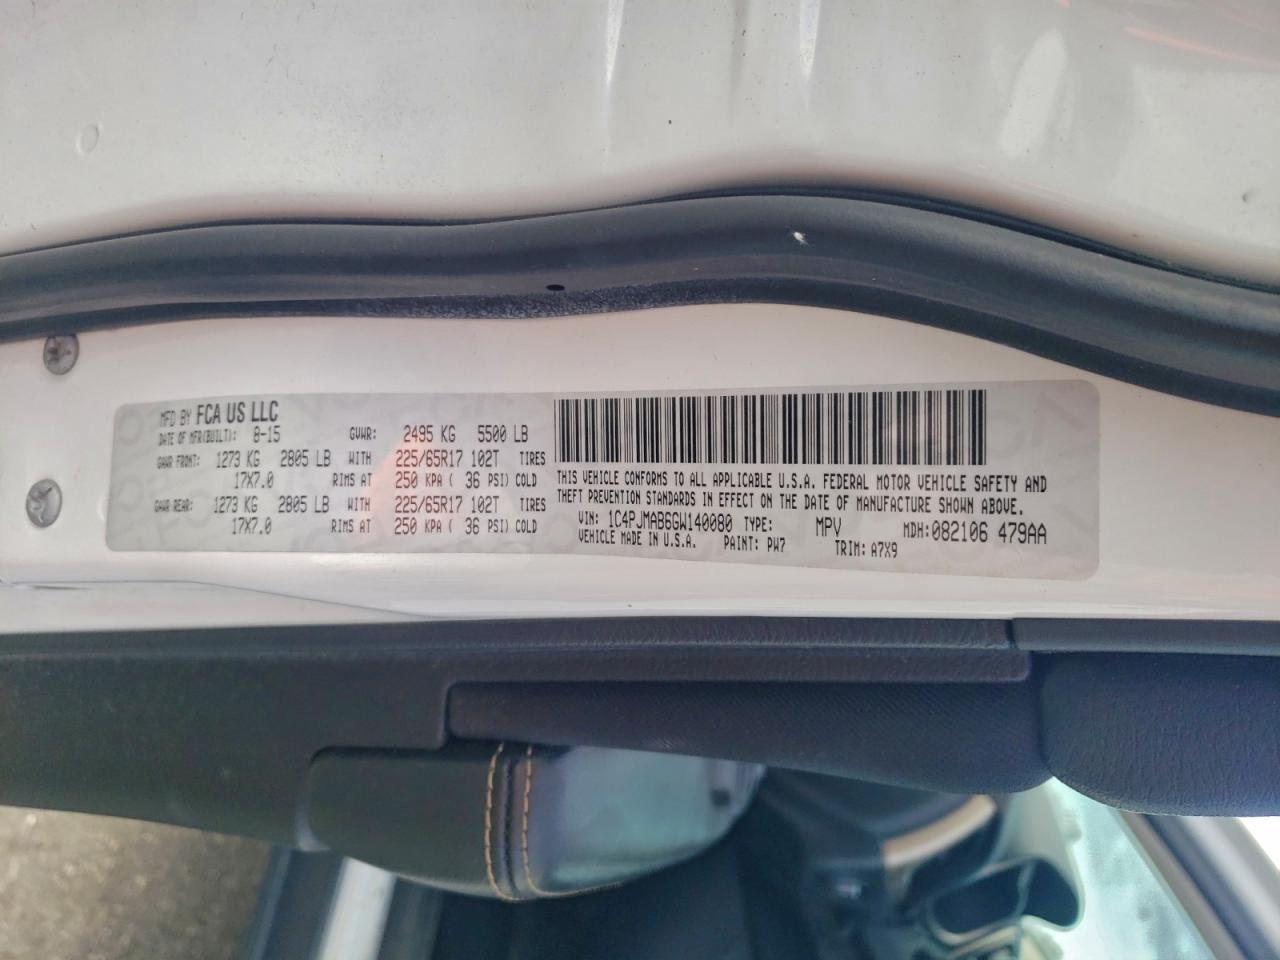 MFD BY FCA US LLC
DATE OF MFR(BUILT): 8-15 GVWR: 2495 KG 5500 LB
GAWR FRONT: 1273 KG 2805 LB WITH 225/65R17 102T TIRES
17X7.0 RIMS AT 250 KPA ( 36 PSI) COLD
GAWR REAR: 1273 KG 2805 LB WITH 225/65R17 102T TIRES
17X7.0 RIMS AT 250 KPA ( 36 PSI) COLD
THIS VEHICLE CONFORMS TO ALL APPLICABLE U.S.A. FEDERAL MOTOR VEHICLE SAFETY AND
THEFT PREVENTION STANDARDS IN EFFECT ON THE DATE OF MANUFACTURE SHOWN ABOVE.
VIN: 1C4PJMAB6GW140080 TYPE: MPV MDH:082106 479AA
VEHICLE MADE IN U.S.A. PAINT: PW7 TRIM: A7X9